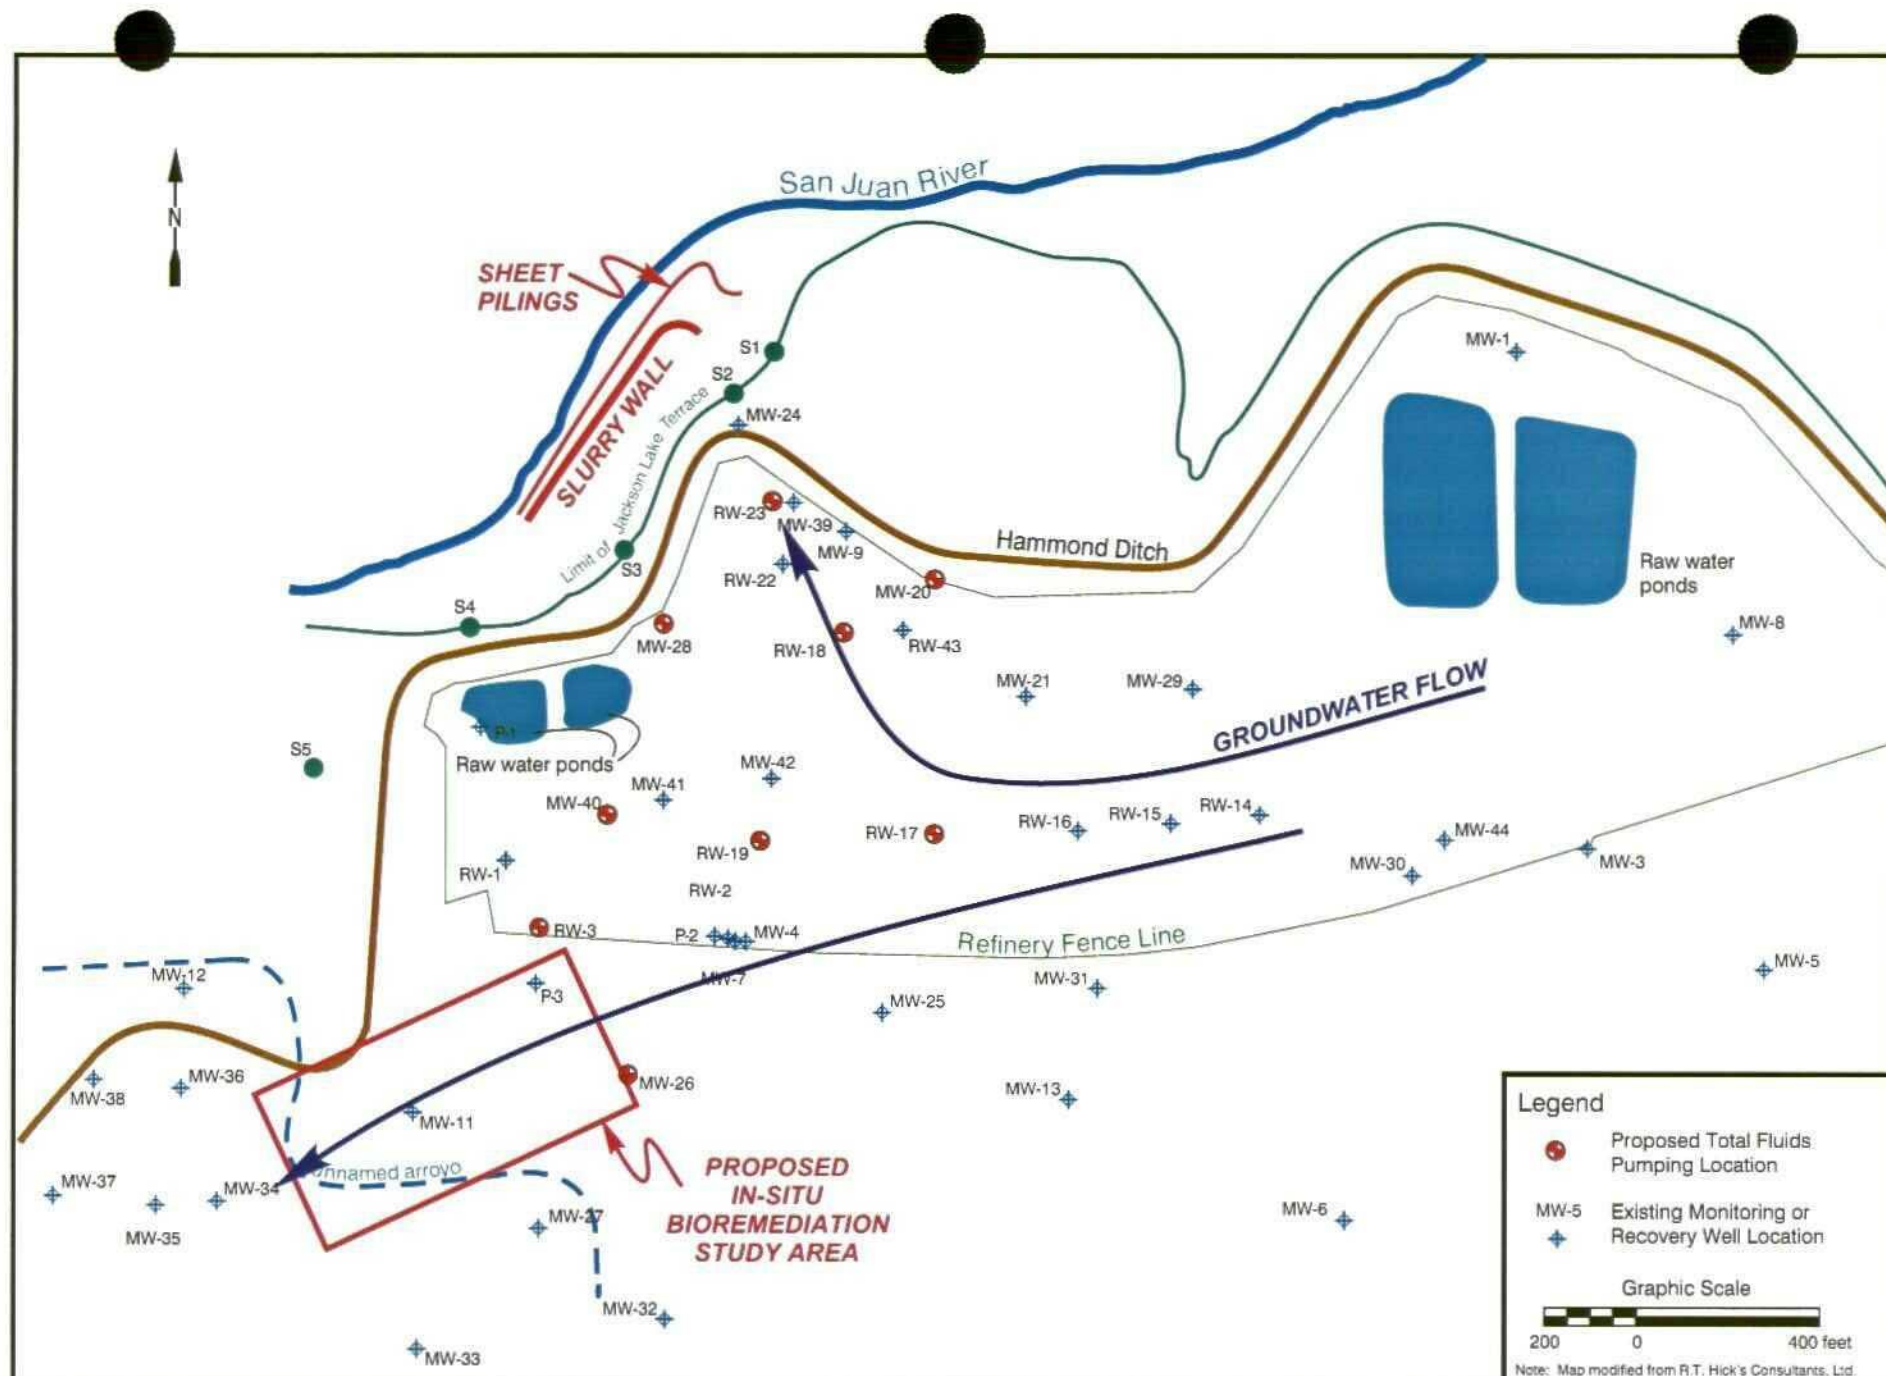 San Juan River
N
SHEET
PILINGS
S1
MW-1
SLURRY WALL
S2
Limit of Jackson Lake Terrace
MW-24
RW-23
MW-39
Hammond Ditch
MW-9
S3
RW-22
Raw water
ponds
MW-20
S4
MW-8
MW-28
RW-18
RW-43
MW-21
MW-29
GROUNDWATER FLOW
P-1
S5
Raw water ponds
MW-42
MW-41
MW-40
RW-14
RW-15
RW-16
RW-17
MW-44
RW-19
MW-3
MW-30
RW-1
RW-2
RW-3
P-2
MW-4
Refinery Fence Line
MW-5
MW-12
MW-7
MW-31
P-3
MW-25
MW-36
MW-26
MW-38
MW-13
MW-11
Unnamed arroyo
MW-37
MW-34
PROPOSED
IN-SITU
BIOREMEDIATION
STUDY AREA
MW-35
MW-27
MW-6
MW-32
MW-33
Legend
Proposed Total Fluids
Pumping Location
MW-5 Existing Monitoring or
Recovery Well Location
Graphic Scale
200 0 400 feet
Note: Map modified from R.T. Hick's Consultants, Ltd.